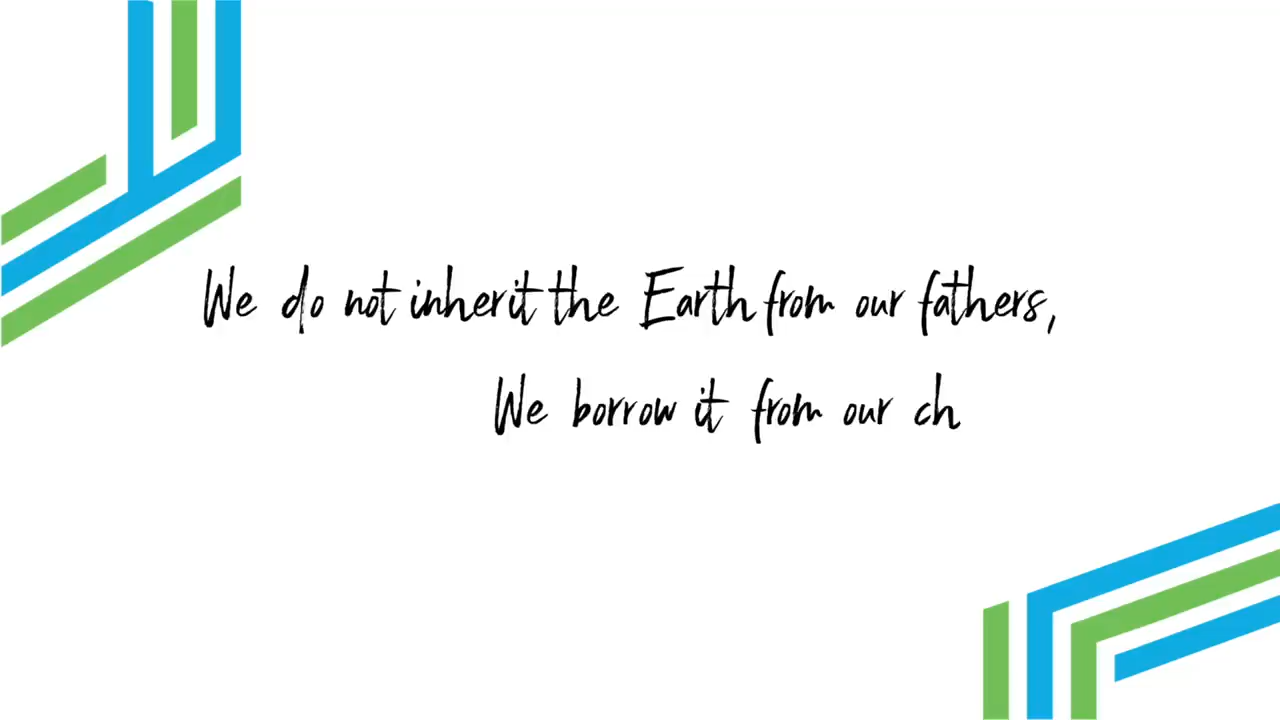 We do not inherit the Earth from our fathers,
We borrow it from our ch